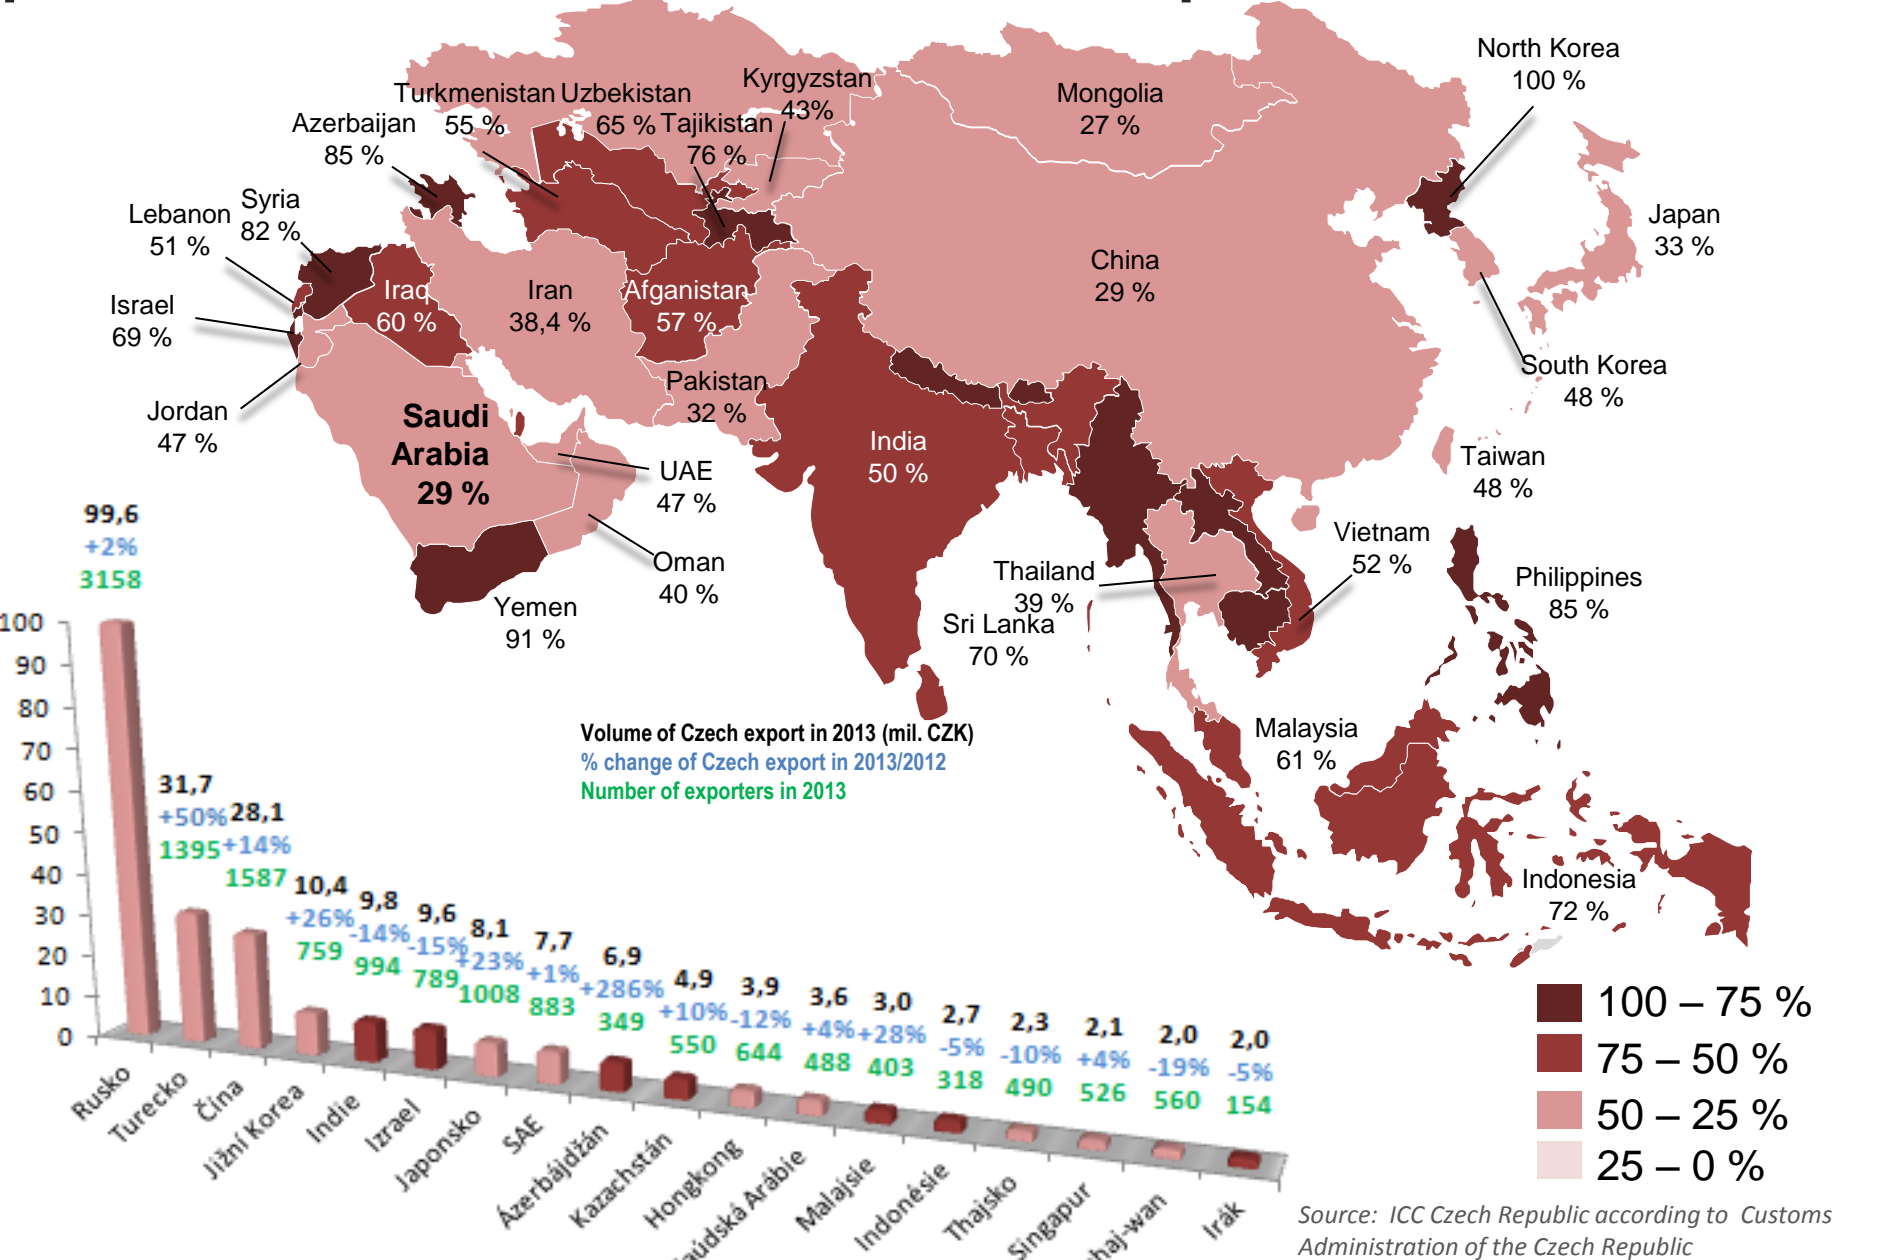 North Korea
100 %
Kyrgyzstan
43%
Turkmenistan
55 %
Uzbekistan
65 %
Mongolia
27 %
Azerbaijan
85 %
Tajikistan
76 %
Syria
82 %
Lebanon
51 %
Japan
33 %
China
29 %
Israel
69 %
Iraq
60 %
Iran
38,4 %
Afganistan
57 %
South Korea
48 %
Pakistan
32 %
Jordan
47 %
Saudi
Arabia
29 %
India
50 %
Taiwan
48 %
UAE
47 %
Oman
40 %
Vietnam
52 %
Thailand
39 %
Philippines
85 %
Yemen
91 %
Sri Lanka
70 %
Malaysia
61 %
Indonesia
72 %
Volume of Czech export in 2013 (mil. CZK)
% change of Czech export in 2013/2012
Number of exporters in 2013
100
90
80
70
60
50
40
30
20
10
0
99,6
+2%
3158
31,7
+50%
1395
28,1
+14%
1587
10,4
+26%
759
9,8
-14%
994
9,6
-15%
789
8,1
+23%
1008
7,7
+1%
883
6,9
+286%
349
4,9
+10%
550
3,9
-12%
644
3,6
+4%
488
3,0
+28%
403
2,7
-5%
318
2,3
-10%
490
2,1
+4%
526
2,0
-19%
560
2,0
-5%
154
Rusko
Turecko
Čína
Jižní Korea
Indie
Izrael
Japonsko
SAE
Ázerbájdžán
Kazachstán
Hongkong
Arábie
Malajsie
Indonésie
Thajsko
Singapur
Irák
100 – 75 %
75 – 50 %
50 – 25 %
25 – 0 %
Source: ICC Czech Republic according to Customs
Administration of the Czech Republic